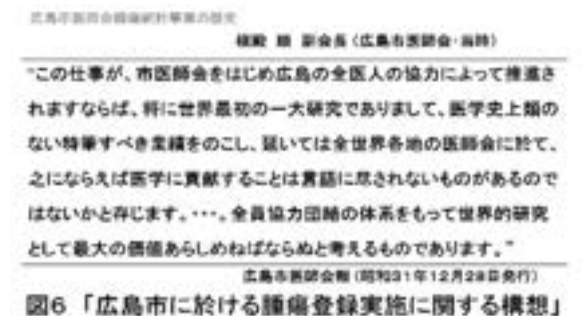 広島市医師会腫瘍統計事業の歴史
槇殿 順 副会長（広島市医師会・当時）
“この仕事が、市医師会をはじめ広島の全医人の協力によって推進さ
れますならば、将に世界最初の一大研究でありまして、医学史上類の
ない特筆すべき業績をのこし、延いては全世界各地の医師会に於て、
之にならえば医学に貢献することは言語に尽されないものがあるので
はないかと存じます。・・・。全員協力団結の体系をもって世界的研究
として最大の価値あらしめねばならぬと考えるものであります。”
広島市医師会報（昭和31年12月28日発行）
図6 「広島市に於ける腫瘍登録実施に関する構想」